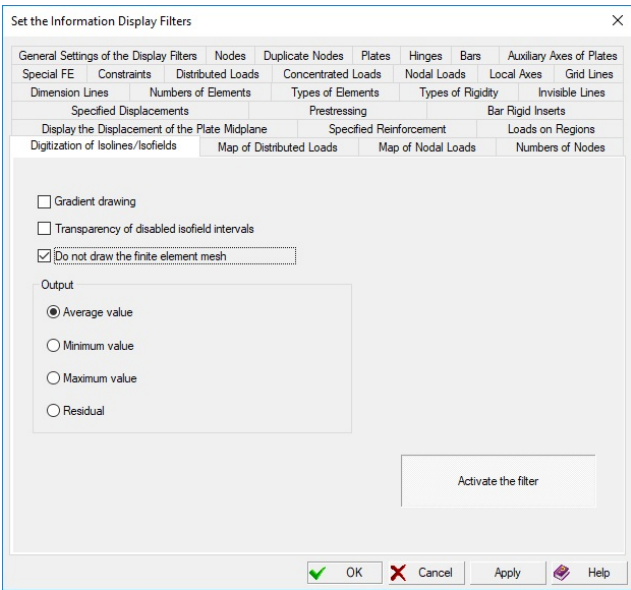 Set the Information Display Filters
General Settings of the Display Filters Nodes Duplicate Nodes Plates Hinges Bars Auxiliary Axes of Plates
Special FE Constraints Distributed Loads Concentrated Loads Nodal Loads Local Axes Grid Lines
Dimension Lines Numbers of Elements Types of Elements Types of Rigidity Invisible Lines
Specified Displacements Prestressing Bar Rigid Inserts
Display the Displacement of the Plate Midplane Specified Reinforcement Loads on Regions
Digitization of Isolines/Isofields Map of Distributed Loads Map of Nodal Loads Numbers of Nodes
Gradient drawing
Transparency of disabled isofield intervals
Do not draw the finite element mesh
Output
Average value
Minimum value
Maximum value
Residual
Activate the filter
OK Cancel Apply Help